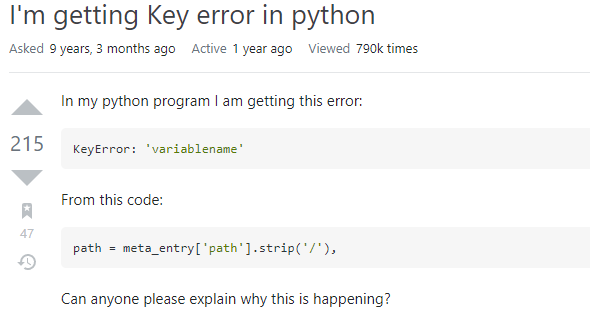 I'm getting Key error in python
Asked 9 years, 3 months ago Active 1 year ago Viewed 790k times
In my python program I am getting this error:
KeyError: 'variablename'
215
From this code:
47
path = meta_entry['path'].strip('/'),
Can anyone please explain why this is happening?